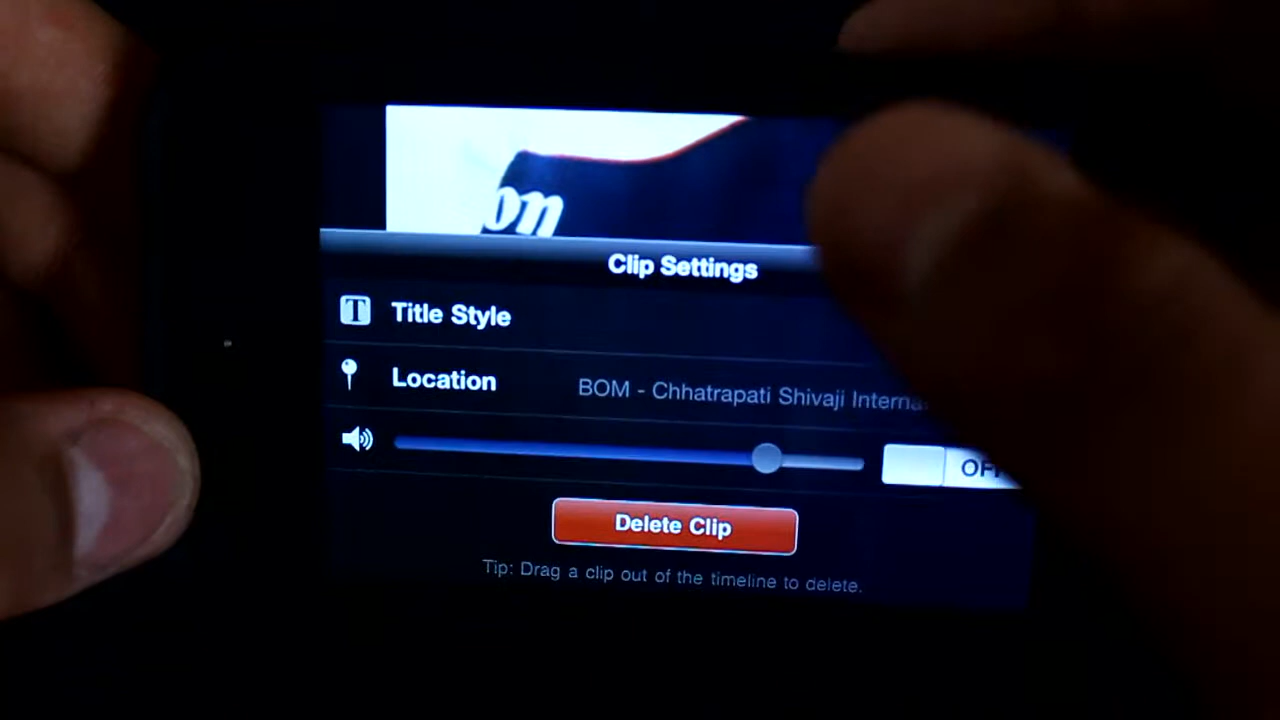 on
Clip Settings
T Title Style
Location BOM - Chhatrapati Shivaji
Delete Clip
Tip: Drag a clip out of the timeline to delete.